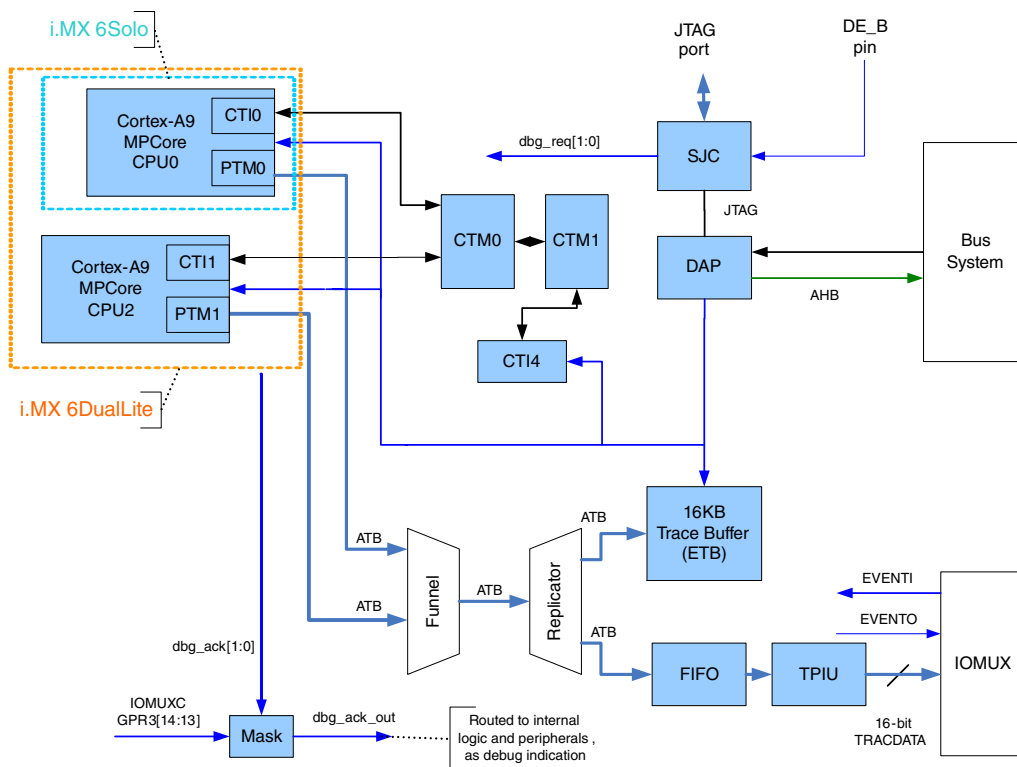 i.MX 6Solo
JTAG
port
DE_B
pin
Cortex-A9
MPCore
CPU0
CTI0
PTM0
dbg_req[1:0]
SJC
JTAG
CTM0
CTM1
DAP
AHB
Bus
System
Cortex-A9
MPCore
CPU2
CTI1
PTM1
CTI4
i.MX 6DualLite
16KB
Trace Buffer
(ETB)
ATB
ATB
ATB
ATB
ATB
Funnel
Replicator
EVENTI
EVENTO
IOMUX
FIFO
TPIU
16-bit
TRACDATA
dbg_ack[1:0]
IOMUXC
GPR3[14:13]
Mask
dbg_ack_out
Routed to internal
logic and peripherals ,
as debug indication